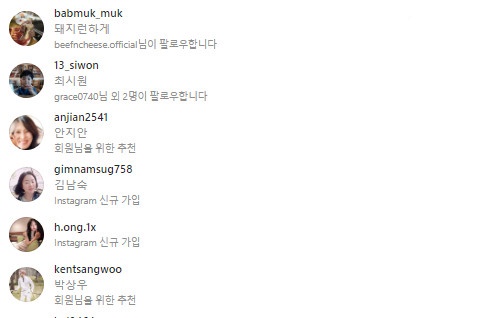 babmuk_muk
돼지런하게
beefncheese.official님이 팔로우합니다
13_siwon
최시원
grace0740님 외 2명이 팔로우합니다
anjian2541
안지안
회원님을 위한 추천
gimnamsug758
김남숙
Instagram 신규 가입
h.ong.1x
Instagram 신규 가입
kentsangwoo
박상우
회원님을 위한 추천